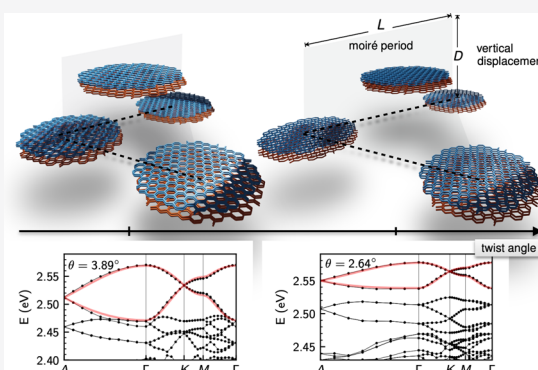 L
moiré period
D
vertical
displacement
twist angle
θ = 3.89°
2.55
2.50
2.45
2.40
E (eV)
A Γ K M Γ
θ = 2.64°
2.55
2.50
2.45
E (eV)
A Γ K M Γ